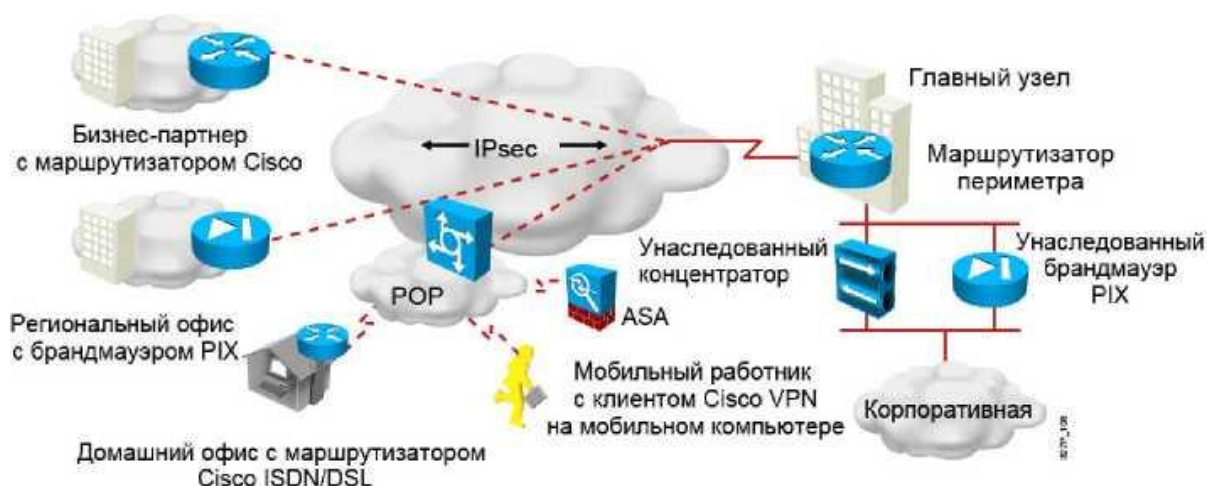 Бизнес-партнер
с маршрутизатором Cisco
IPsec
Главный узел
Маршрутизатор
периметра
Региональный офис
с брандмауэром PIX
POP
ASA
Унаследованный
концентратор
Унаследованный
брандмауэр
PIX
Домашний офис с маршрутизатором
Cisco ISDN/DSL
Мобильный работник
с клиентом Cisco VPN
на мобильном компьютере
Корпоративная